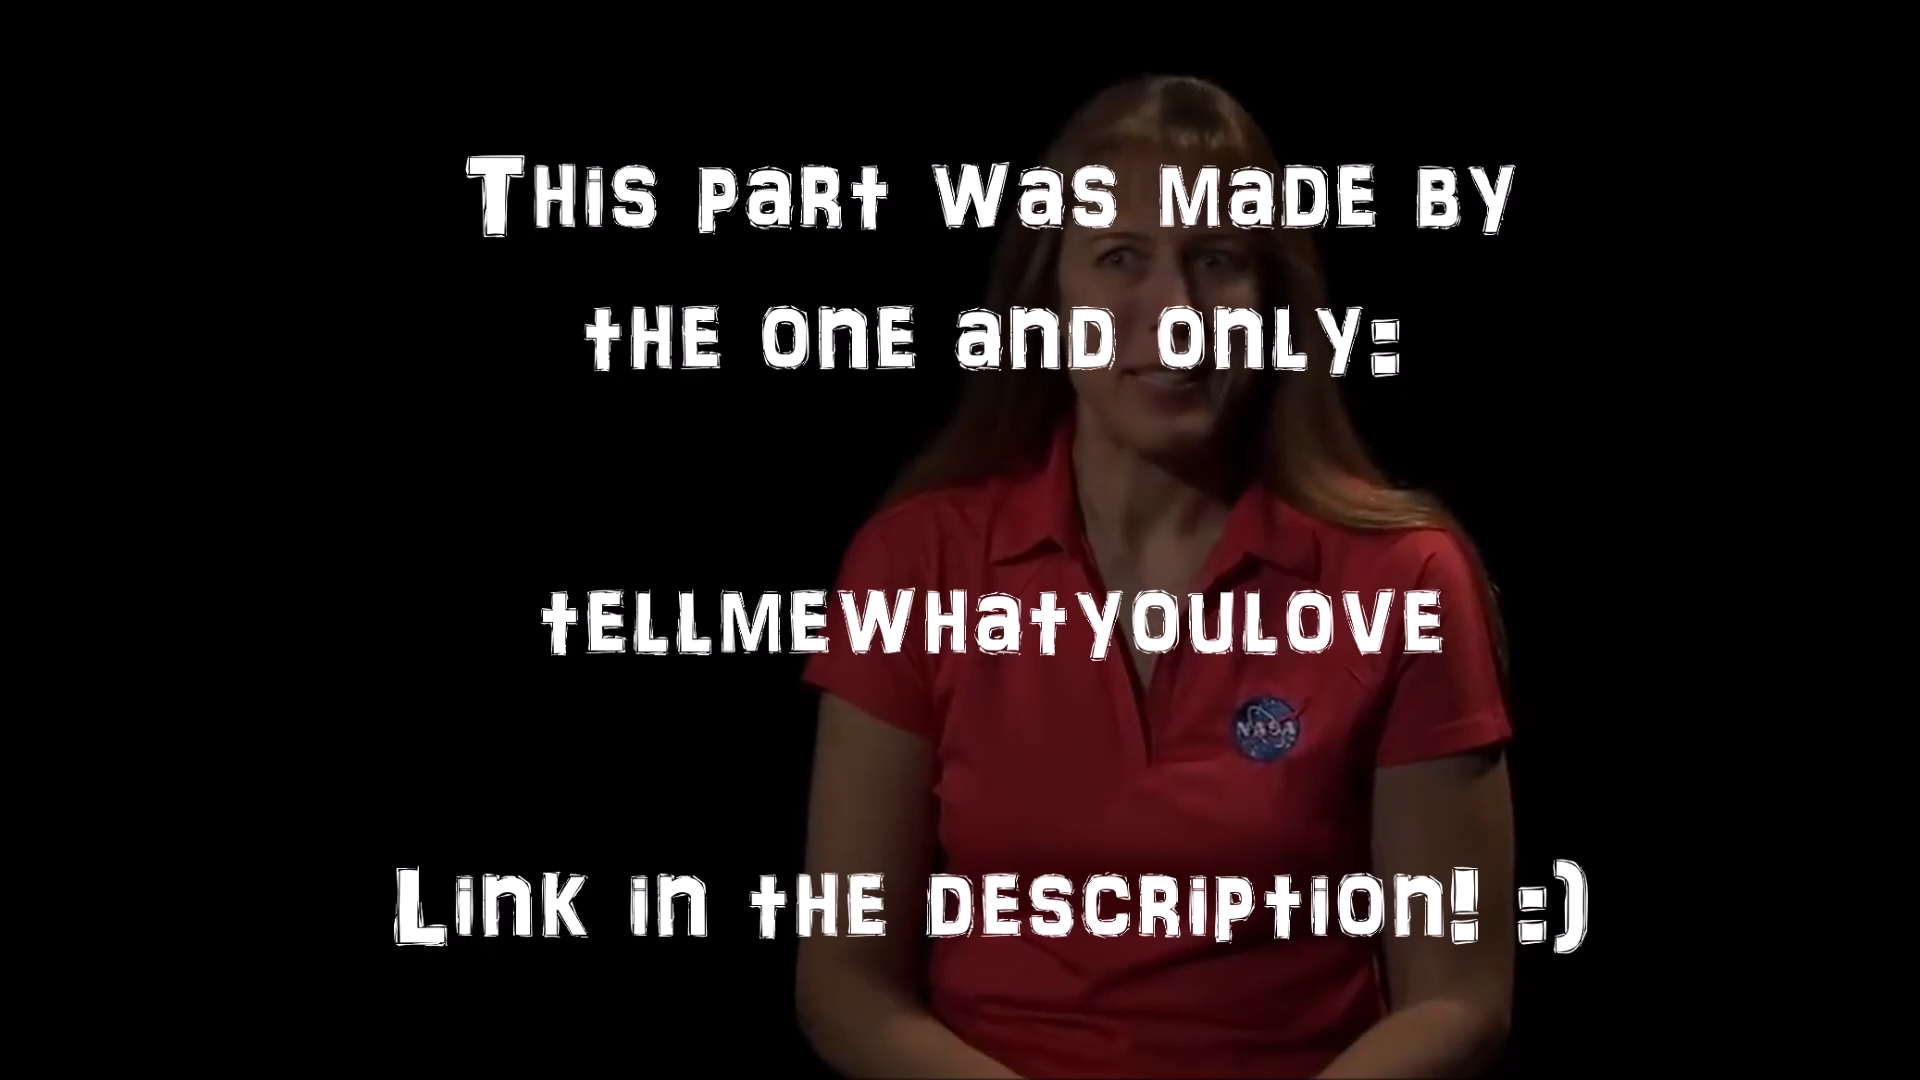 This part was made by
the one and only:
tellmewhatyoulove
Link in the description! :)
NASA